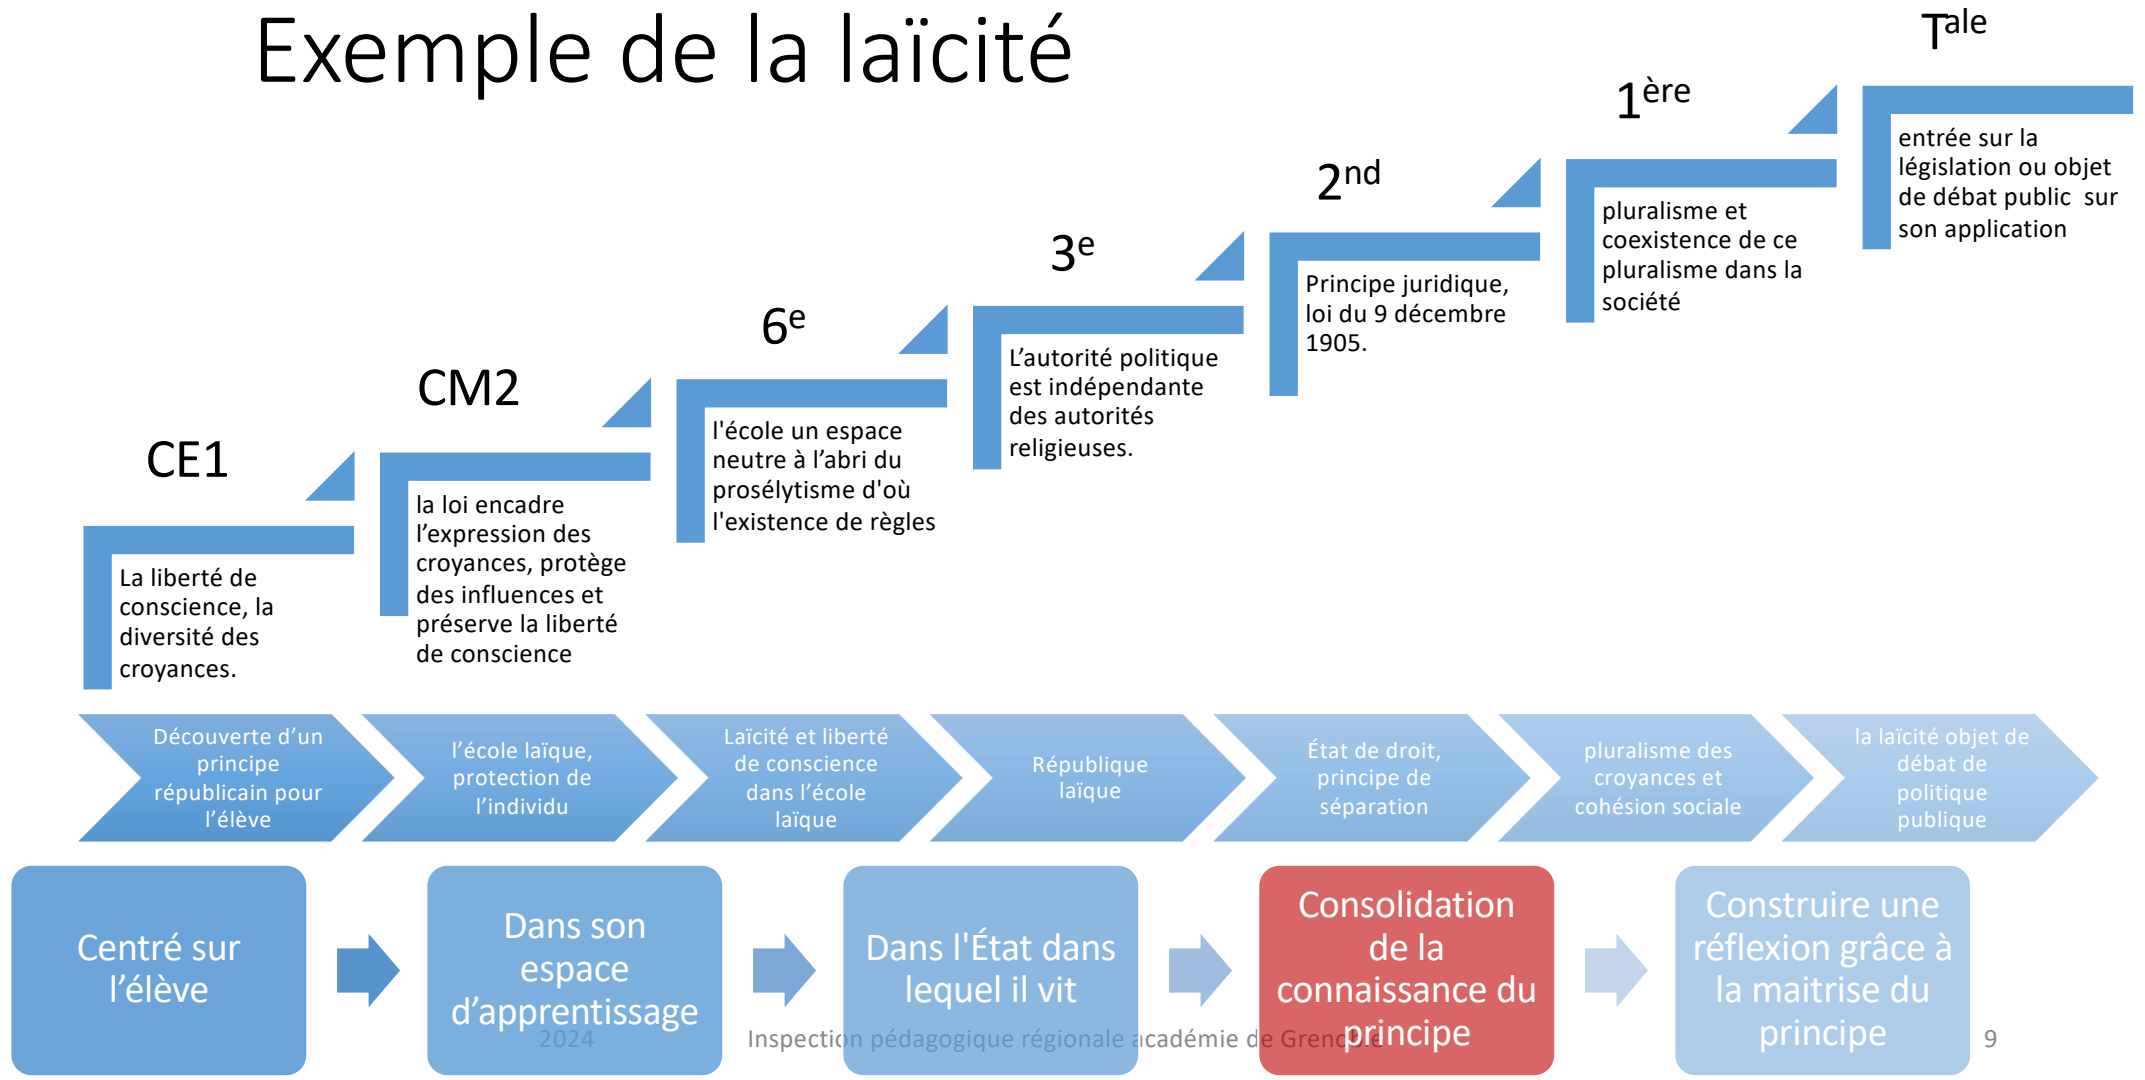 Exemple de la laïcité
CE1
La liberté de
conscience, la
diversité des
croyances.
CM2
la loi encadre
l’expression des
croyances, protège
des influences et
préserve la liberté
de conscience
6e
l'école un espace
neutre à l’abri du
prosélytisme d'où
l'existence de règles
3e
L’autorité politique
est indépendante
des autorités
religieuses.
2nd
Principe juridique,
loi du 9 décembre
1905.
1ère
pluralisme et
coexistence de ce
pluralisme dans la
société
Tale
entrée sur la
législation ou objet
de débat public sur
son application
Découverte d’un
principe
républicain pour
l’élève
l’école laïque,
protection de
l’individu
Laïcité et liberté
de conscience
dans l’école
laïque
République
laïque
État de droit,
principe de
séparation
pluralisme des
croyances et
cohésion sociale
la laïcité objet de
débat de
politique
publique
Centré sur
l’élève
Dans son
espace
d’apprentissage
Dans l'État dans
lequel il vit
Consolidation
de la
connaissance du
principe
Construire une
réflexion grâce à
la maitrise du
principe
2024
Inspection pédagogique régionale académie de Grenoble
9